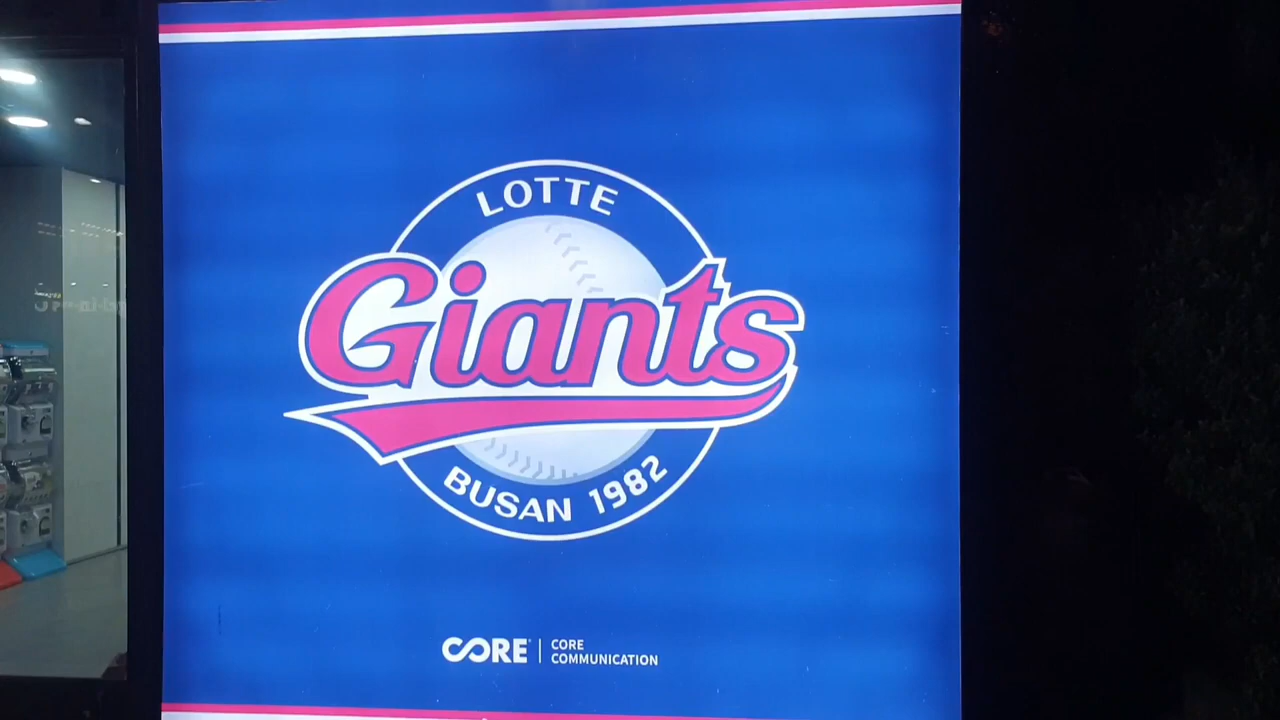 LOTTE
Giants
BUSAN 1982
CORE
CORE
COMMUNICATION